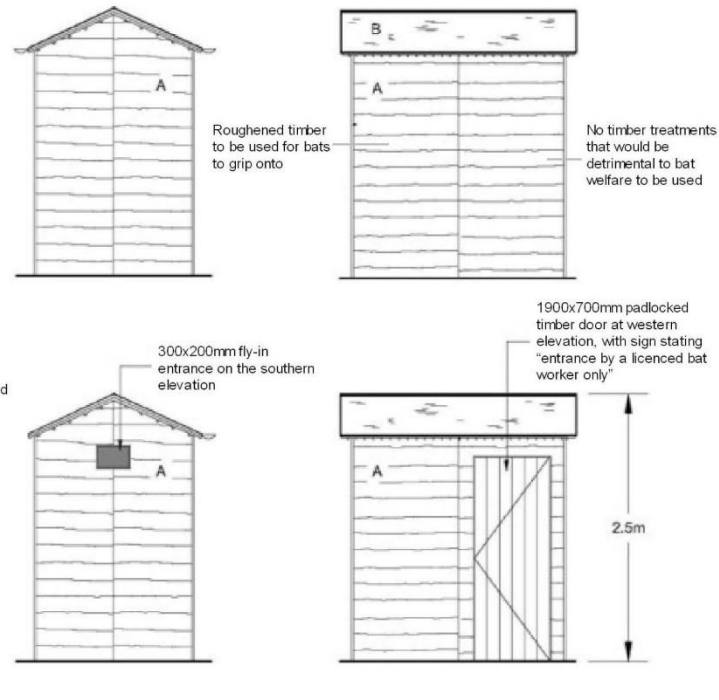 A
B
A
Roughened timber
to be used for bats
to grip onto
No timber treatments
that would be
detrimental to bat
welfare to be used
300x200mm fly-in
entrance on the southern
elevation
1900x700mm padlocked
timber door at western
elevation, with sign stating
“entrance by a licenced bat
worker only”
d
A
A
2.5m